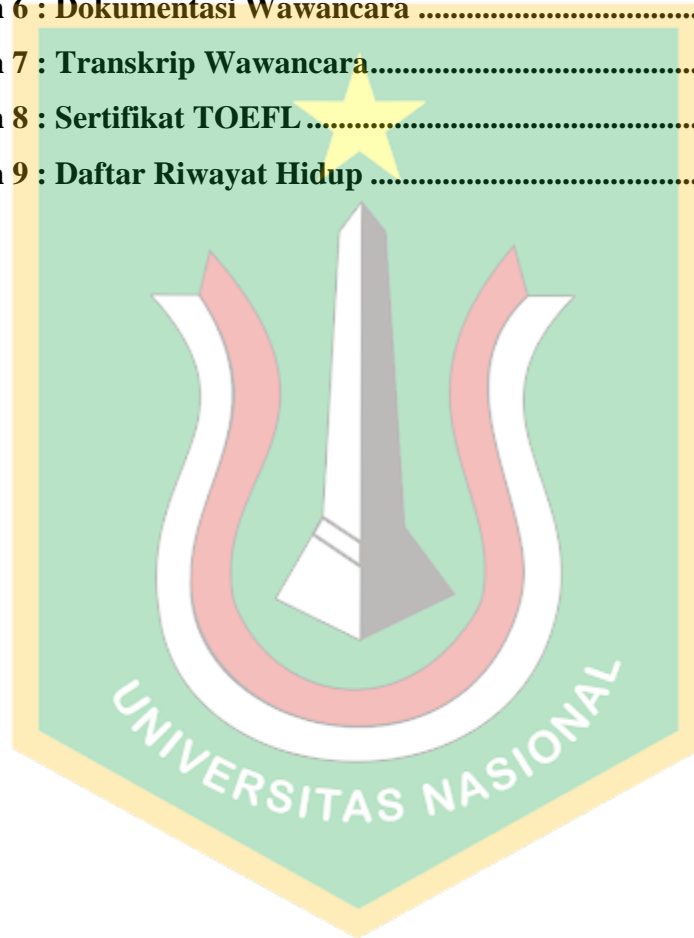 n 6 : Dokumentasi Wawancara ....................................
n 7 : Transkrip Wawancara..........................................
n 8 : Sertifikat TOEFL ..................................................
n 9 : Daftar Riwayat Hidup ..........................................
UNIVERSITAS NASIONAL